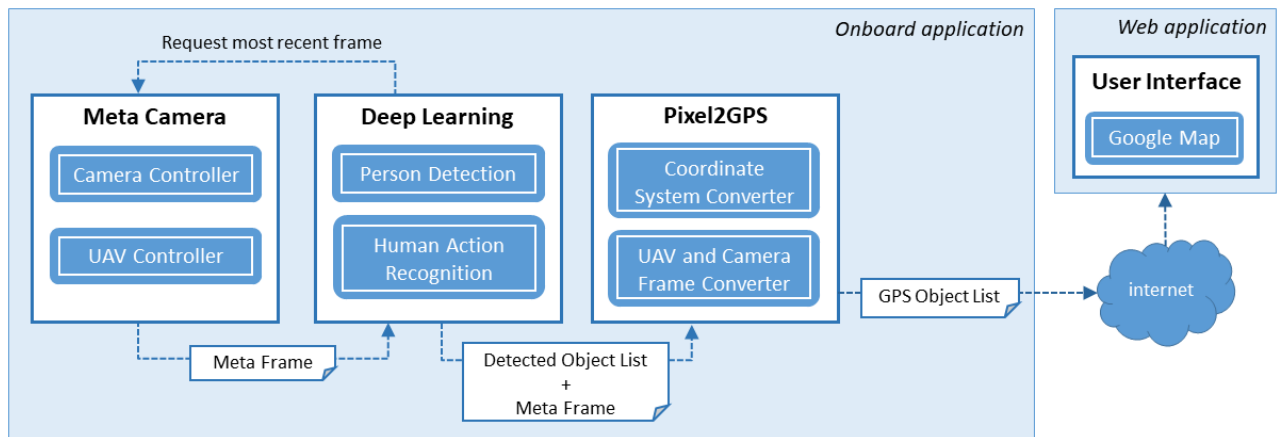 Onboard application
Web application
Request most recent frame
Meta Camera
Camera Controller
UAV Controller
Deep Learning
Person Detection
Human Action
Recognition
Pixel2GPS
Coordinate
System Converter
UAV and Camera
Frame Converter
User Interface
Google Map
Meta Frame
Detected Object List
+
Meta Frame
GPS Object List
internet